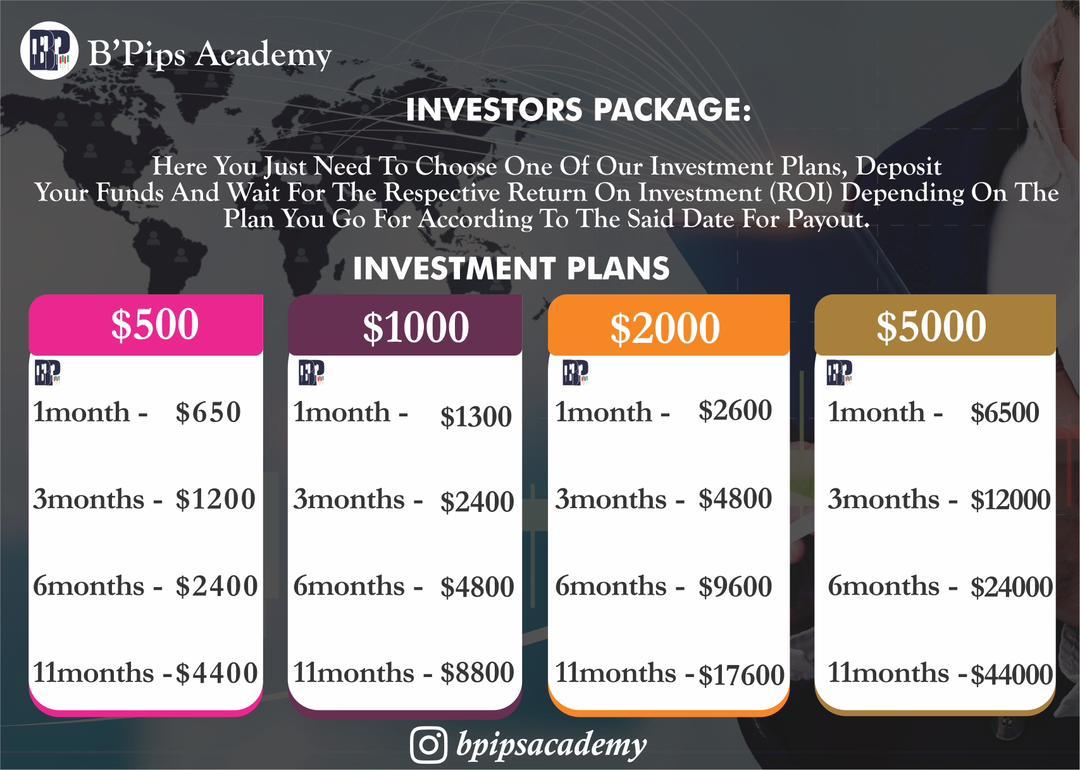 BP B'Pips Academy
INVESTORS PACKAGE:
Here You Just Need To Choose One Of Our Investment Plans, Deposit
Your Funds And Wait For The Respective Return On Investment (ROI) Depending On The
Plan You Go For According To The Said Date For Payout.
INVESTMENT PLANS
$500
BP
1month - $650
3months - $1200
6months - $2400
11months - $4400
$1000
BP
1month - $1300
3months - $2400
6months - $4800
11months - $8800
$2000
BP
1month - $2600
3months - $4800
6months - $9600
11months - $17600
$5000
BP
1month - $6500
3months - $12000
6months - $24000
11months - $44000
bpipsacademy